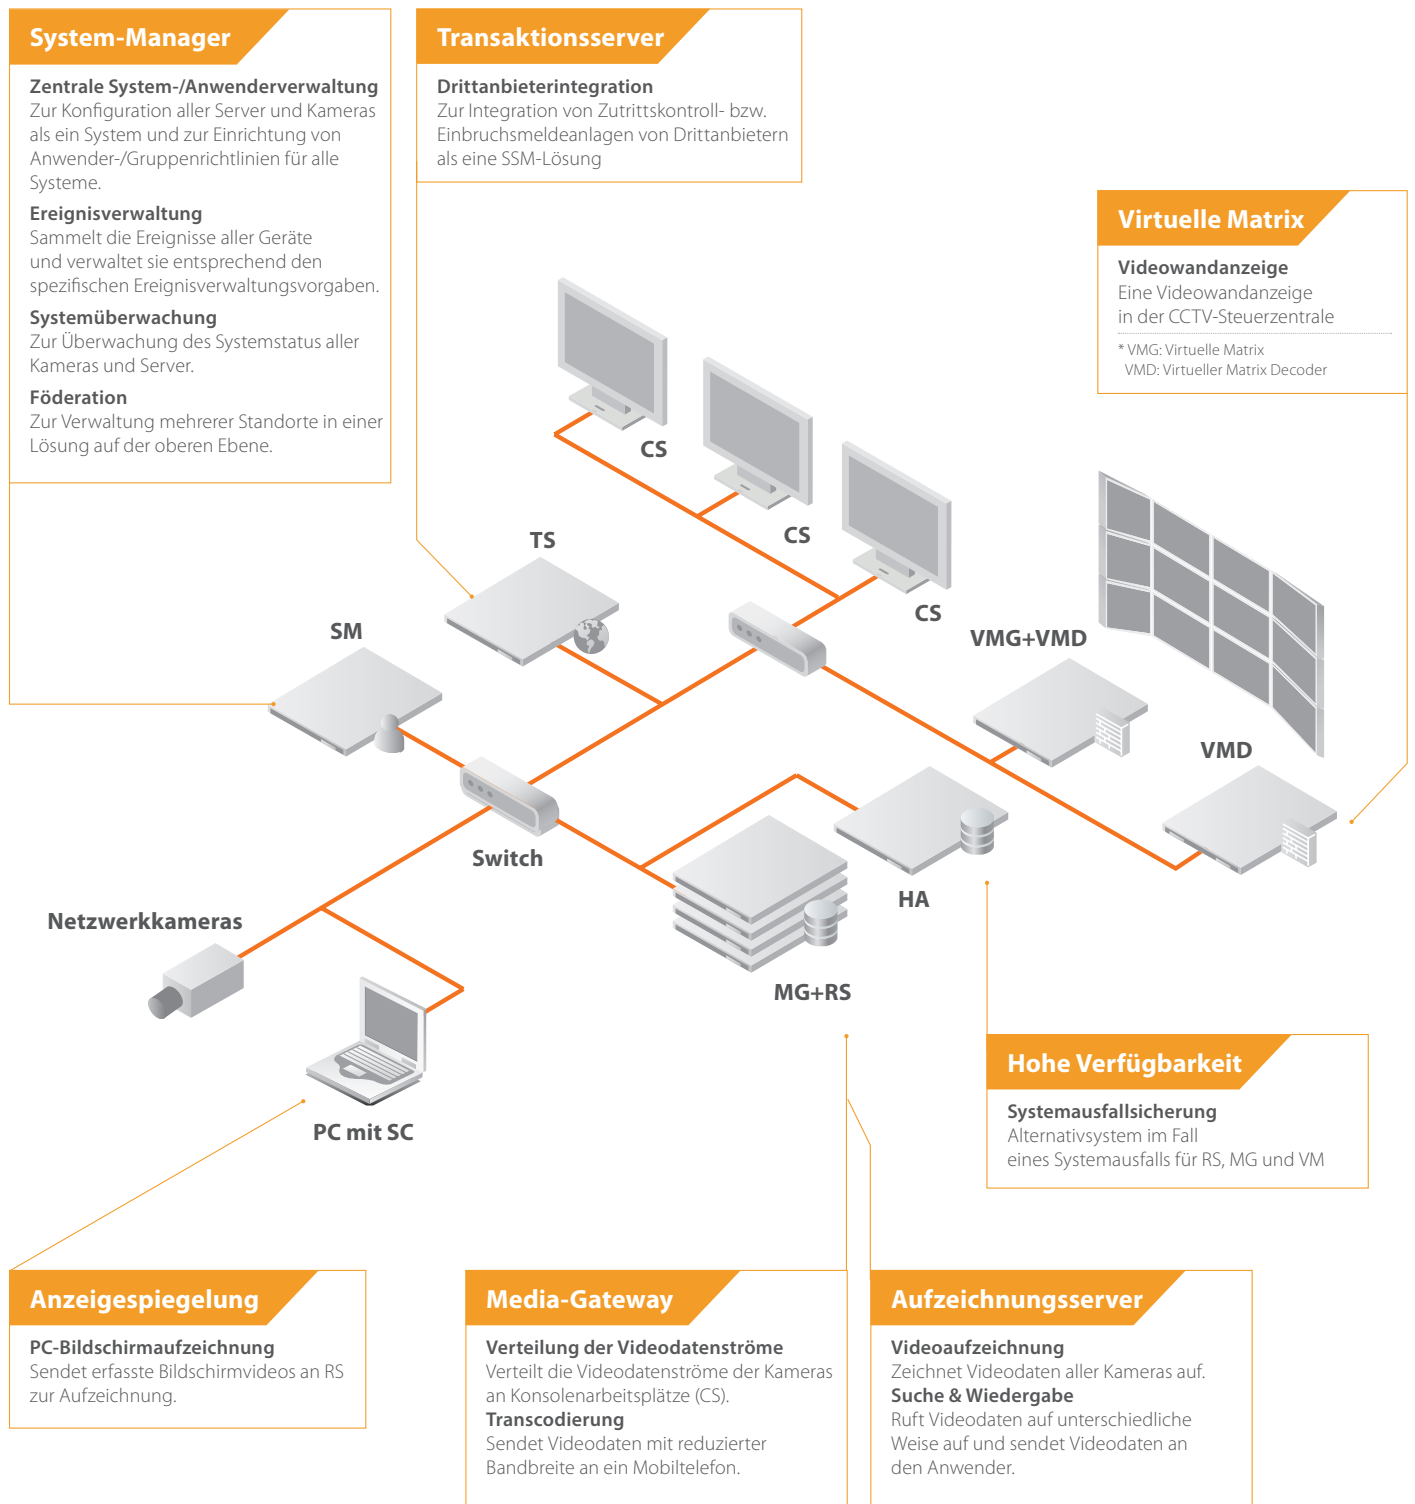 System-Manager
Zentrale System-/Anwenderverwaltung
Zur Konfiguration aller Server und Kameras
als ein System und zur Einrichtung von
Anwender-/Gruppenrichtlinien für alle
Systeme.
Ereignisverwaltung
Sammelt die Ereignisse aller Geräte
und verwaltet sie entsprechend den
spezifischen Ereignisverwaltungsvorgaben.
Systemüberwachung
Zur Überwachung des Systemstatus aller
Kameras und Server.
Föderation
Zur Verwaltung mehrerer Standorte in einer
Lösung auf der oberen Ebene.
Transaktionsserver
Drittanbieterintegration
Zur Integration von Zutrittskontroll- bzw.
Einbruchsmeldeanlagen von Drittanbietern
als eine SSM-Lösung
Virtuelle Matrix
Videowandanzeige
Eine Videowandanzeige
in der CCTV-Steuerzentrale
* VMG: Virtuelle Matrix
VMD: Virtueller Matrix Decoder
CS
CS
CS
TS
SM
VMG+VMD
VMD
Switch
HA
Netzwerkkameras
MG+RS
PC mit SC
Hohe Verfügbarkeit
Systemausfallsicherung
Alternativsystem im Fall
eines Systemausfalls für RS, MG und VM
Anzeigespiegelung
PC-Bildschirmaufzeichnung
Sendet erfasste Bildschirmvideos an RS
zur Aufzeichnung.
Media-Gateway
Verteilung der Videodatenströme
Verteilt die Videodatenströme der Kameras
an Konsolenarbeitsplätze (CS).
Transcodierung
Sendet Videodaten mit reduzierter
Bandbreite an ein Mobiltelefon.
Aufzeichnungsserver
Videoaufzeichnung
Zeichnet Videodaten aller Kameras auf.
Suche & Wiedergabe
Ruft Videodaten auf unterschiedliche
Weise auf und sendet Videodaten an
den Anwender.